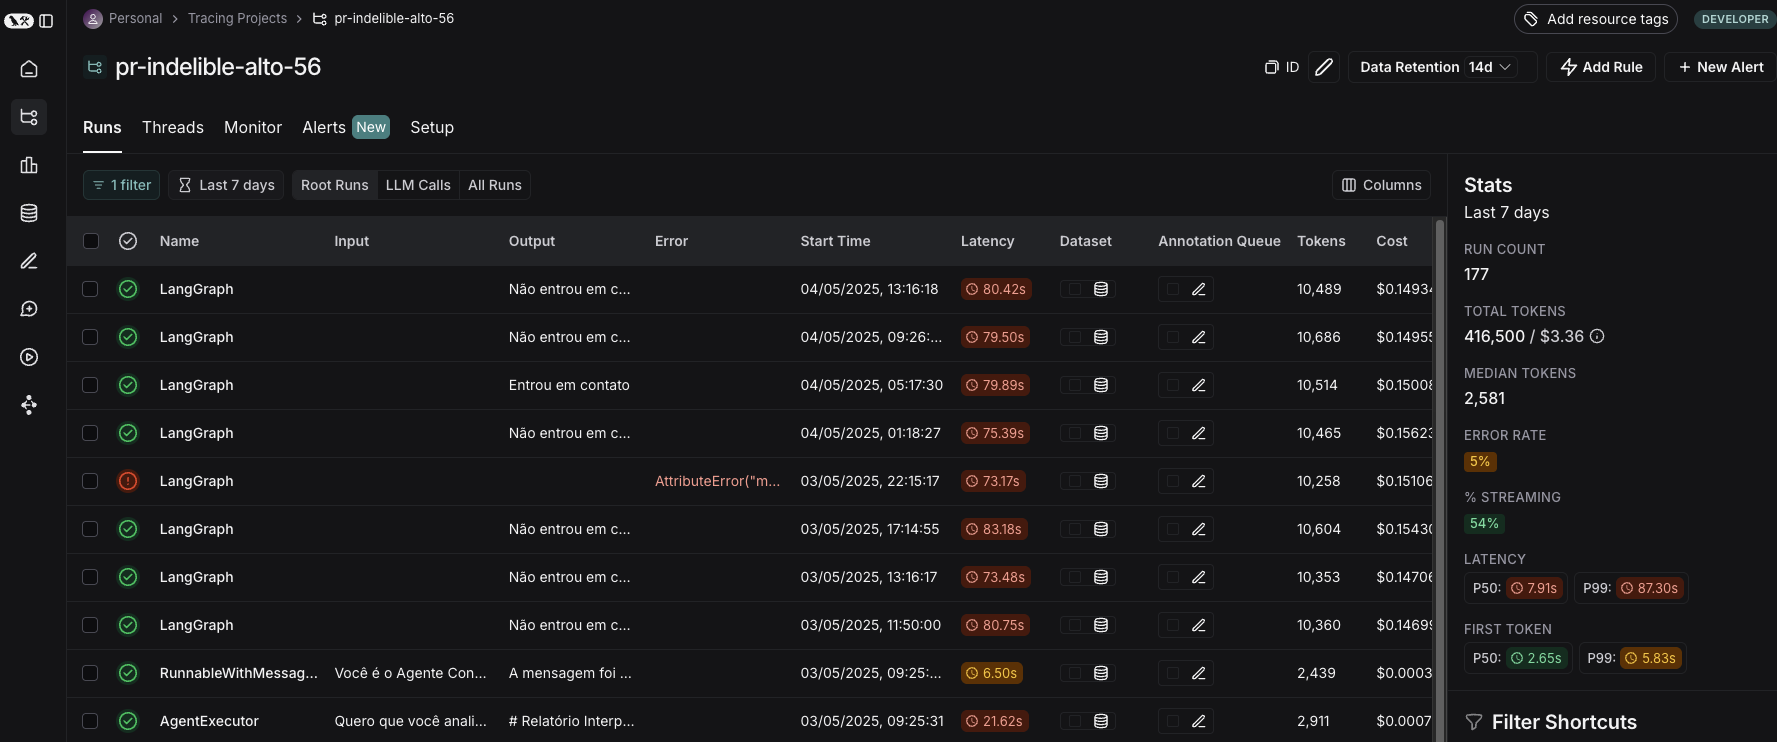 Personal > Tracing Projects > pr-indelible-alto-56
Add resource tags
DEVELOPER
pr-indelible-alto-56
ID
Data Retention 14d
Add Rule
+ New Alert
Runs Threads Monitor Alerts New Setup
1 filter Last 7 days Root Runs LLM Calls All Runs Columns
Name Input Output Error Start Time Latency Dataset Annotation Queue Tokens Cost
LangGraph Não entrou em c... 04/05/2025, 13:16:18 80.42s 10,489 $0.1493
LangGraph Não entrou em c... 04/05/2025, 09:26:... 79.50s 10,686 $0.1495
LangGraph Entrou em contato 04/05/2025, 05:17:30 79.89s 10,514 $0.1500
LangGraph Não entrou em c... 04/05/2025, 01:18:27 75.39s 10,465 $0.1562
LangGraph AttributeError("m... 03/05/2025, 22:15:17 73.17s 10,258 $0.1510
LangGraph Não entrou em c... 03/05/2025, 17:14:55 83.18s 10,604 $0.1543
LangGraph Não entrou em c... 03/05/2025, 13:16:17 73.48s 10,353 $0.1470
LangGraph Não entrou em c... 03/05/2025, 11:50:00 80.75s 10,360 $0.1469
RunnableWithMessag... Você é o Agente Con... A mensagem foi ... 03/05/2025, 09:25:... 6.50s 2,439 $0.0003
AgentExecutor Quero que você anali... # Relatório Interp... 03/05/2025, 09:25:31 21.62s 2,911 $0.0007
Stats
Last 7 days
RUN COUNT
177
TOTAL TOKENS
416,500 / $3.36
MEDIAN TOKENS
2,581
ERROR RATE
5%
% STREAMING
54%
LATENCY
P50: 7.91s P99: 87.30s
FIRST TOKEN
P50: 2.65s P99: 5.83s
Filter Shortcuts